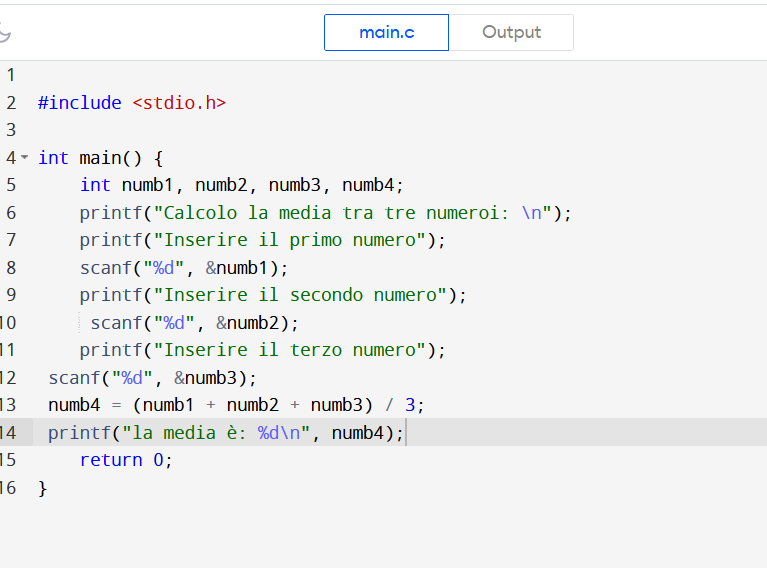 main.c Output
1
2 #include <stdio.h>
3
4 int main() {
5 int numb1, numb2, numb3, numb4;
6 printf("Calcolo la media tra tre numeroi: \n");
7 printf("Inserire il primo numero");
8 scanf("%d", &numb1);
9 printf("Inserire il secondo numero");
10 scanf("%d", &numb2);
11 printf("Inserire il terzo numero");
12 scanf("%d", &numb3);
13 numb4 = (numb1 + numb2 + numb3) / 3;
14 printf("la media è: %d\n", numb4);
15 return 0;
16 }